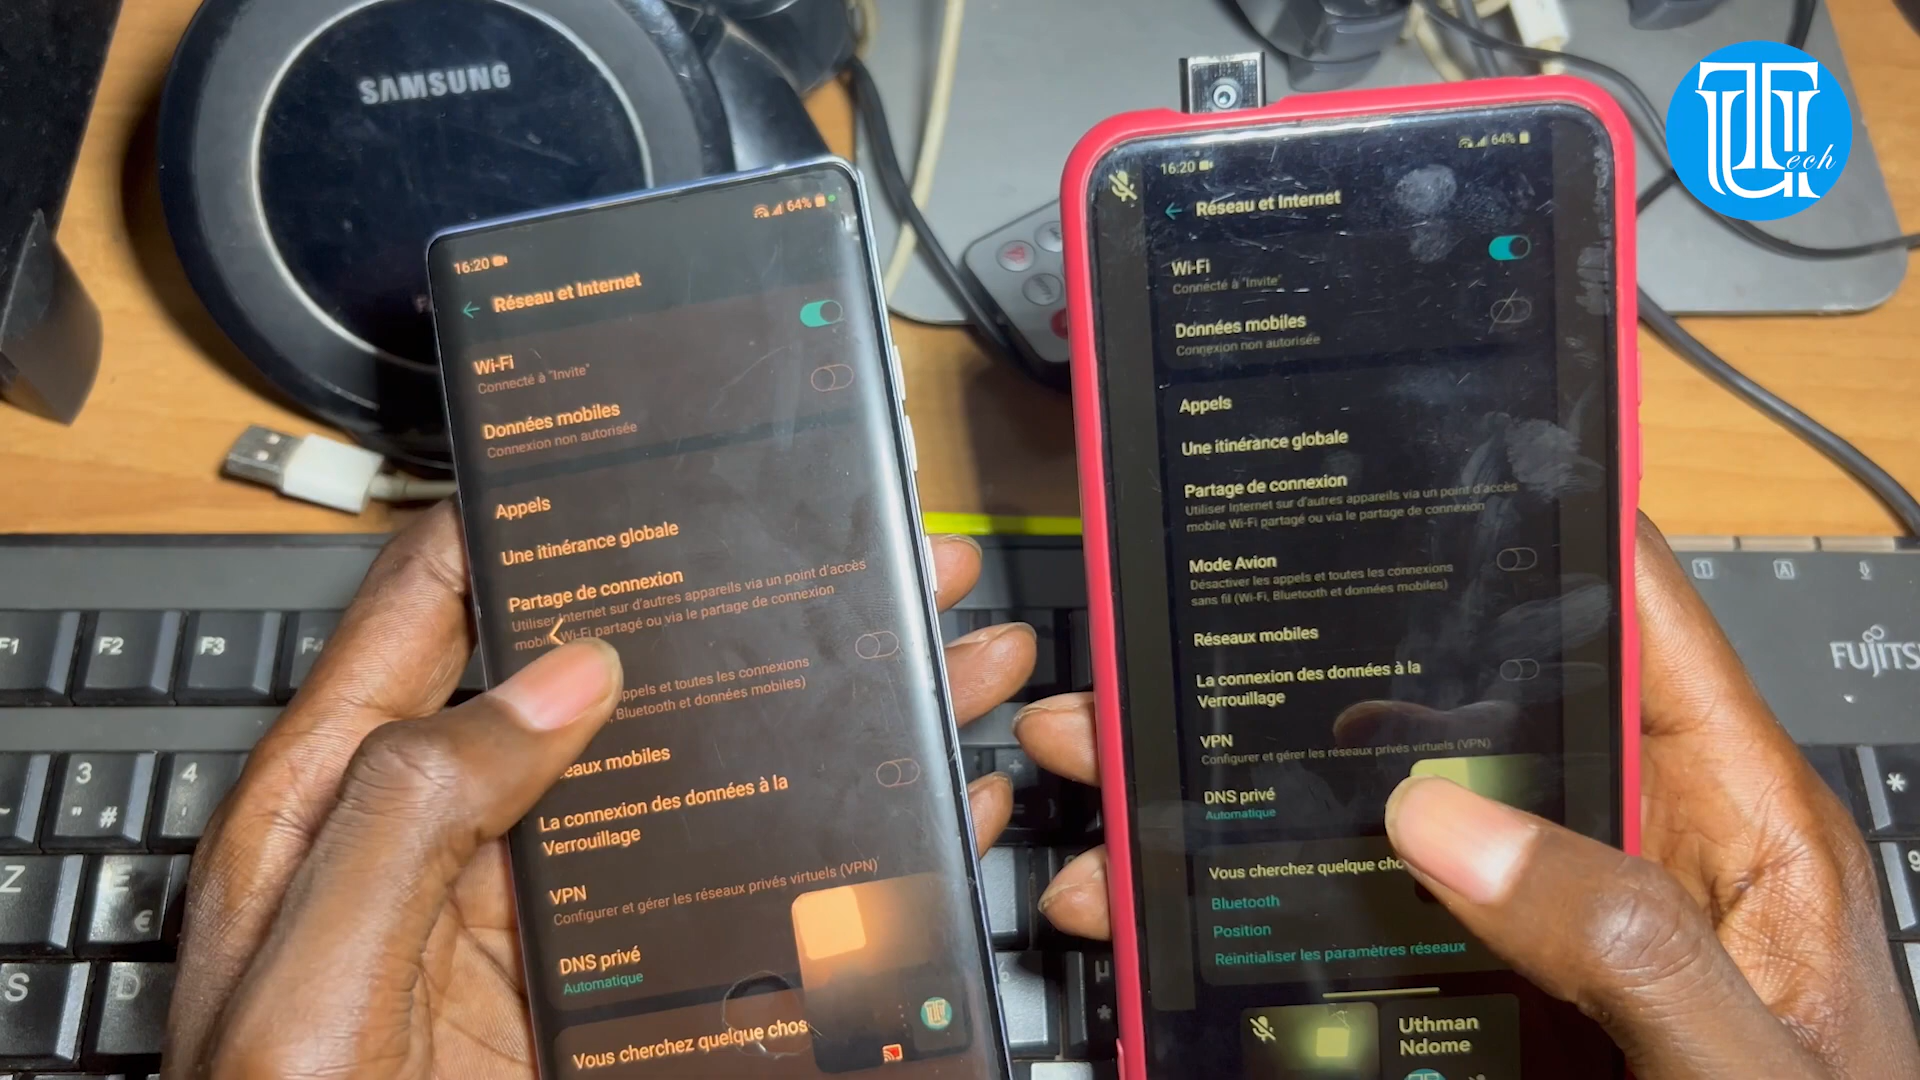 SAMSUNG
UTech
16:20
64%
Réseau et Internet
Wi-Fi
Connecté à "Invite"
Données mobiles
Connexion non autorisée
Appels
Une itinérance globale
Partage de connexion
Utiliser Internet sur d'autres appareils via un point d'accès
mobile Wi-Fi partagé ou via le partage de connexion
ppels et toutes les connexions
, Bluetooth et données mobiles)
eaux mobiles
La connexion des données à la
Verrouillage
VPN
Configurer et gérer les réseaux privés virtuels (VPN)
DNS privé
Automatique
Vous cherchez quelque chos
16:20
64%
Réseau et Internet
Wi-Fi
Connecté à "Invite"
Données mobiles
Connexion non autorisée
Appels
Une itinérance globale
Partage de connexion
Utiliser Internet sur d'autres appareils via un point d'accès
mobile Wi-Fi partagé ou via le partage de connexion
Mode Avion
Désactiver les appels et toutes les connexions
sans fil (Wi-Fi, Bluetooth et données mobiles)
Réseaux mobiles
La connexion des données à la
Verrouillage
VPN
Configurer et gérer les réseaux privés virtuels (VPN)
DNS privé
Automatique
Vous cherchez quelque cho
Bluetooth
Position
Réinitialiser les paramètres réseaux
Uthman
Ndome
FUJITS
1
A
F1
F2
F3
F4
3
" #
4
'
Z
E
€
S
D
µ
*
*
9